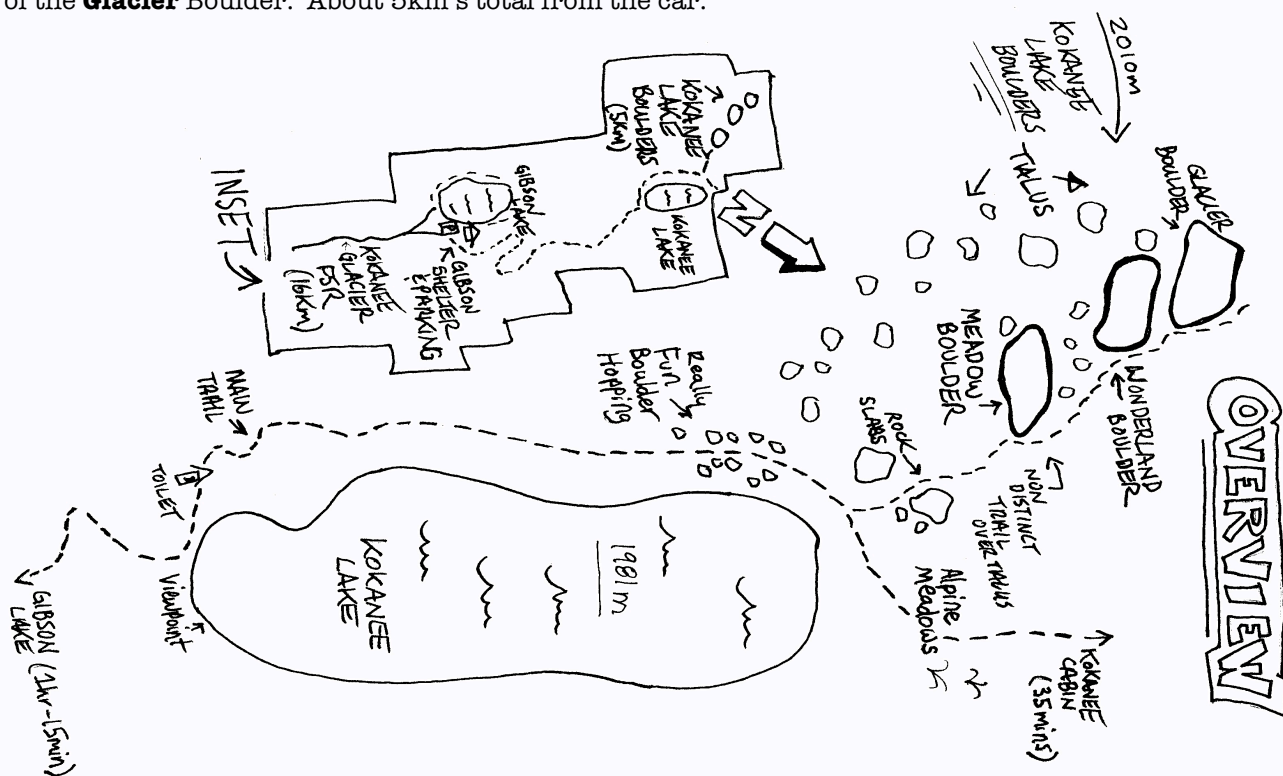 of the Glacier Boulder. About 5km's total from the car.
OVERVIEW
2010m
KOKANEE
LAKE
BOULDERS
TALUS
GLACIER
BOULDER
WONDERLAND
BOULDER
MEADOW
BOULDER
ROCK
SLABS
NON
DISTINCT
TRAIL
OVER TALUS
Alpine
Meadows
KOKANEE
CABIN
(35mins)
Really
Fun
Boulder
Hopping
KOKANEE
LAKE
1981m
MAIN
TRAIL
TOILET
Viewpoint
GIBSON (1hr-15min)
LAKE
INSET
N
KOKANEE
LAKE
BOULDERS
(5km)
KOKANEE
LAKE
GIBSON
LAKE
P
GIBSON
SHELTER
& PARKING
KOKANEE
GLACIER
FSR
(16km)